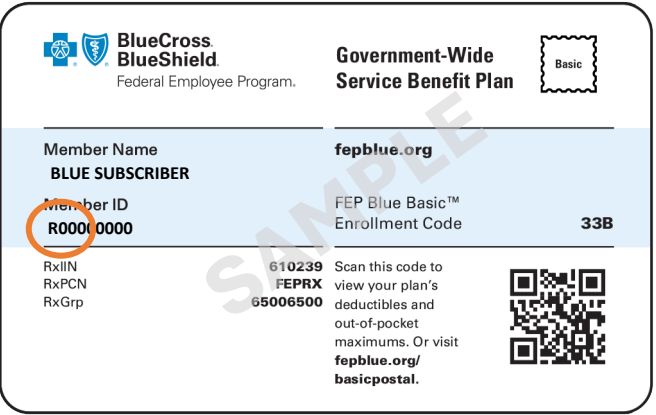 BlueCross.
BlueShield.
Federal Employee Program.
Government-Wide
Service Benefit Plan
Basic
Member Name
BLUE SUBSCRIBER
Member ID
R00000000
fepblue.org
FEP Blue Basic™
Enrollment Code 33B
RxIIN 610239
RxPCN FEPRX
RxGrp 65006500
Scan this code to
view your plan's
deductibles and
out-of-pocket
maximums. Or visit
fepblue.org/
basicpostal.
SAMPLE